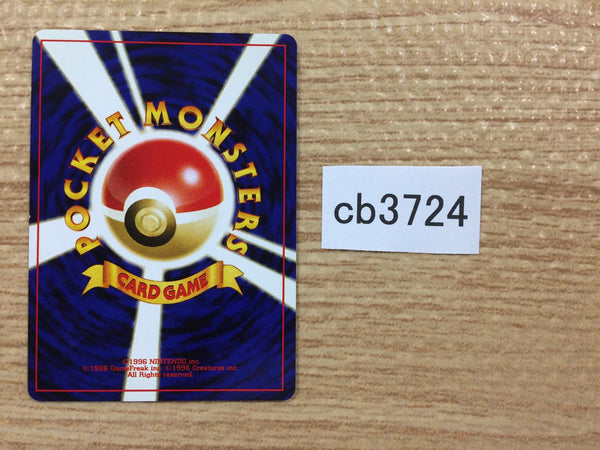 POCKET MONSTERS
CARD GAME
©1996 NINTENDO inc.
©1996 GameFreak inc. ©1996 Creatures inc.
All Rights reserved.
cb3724